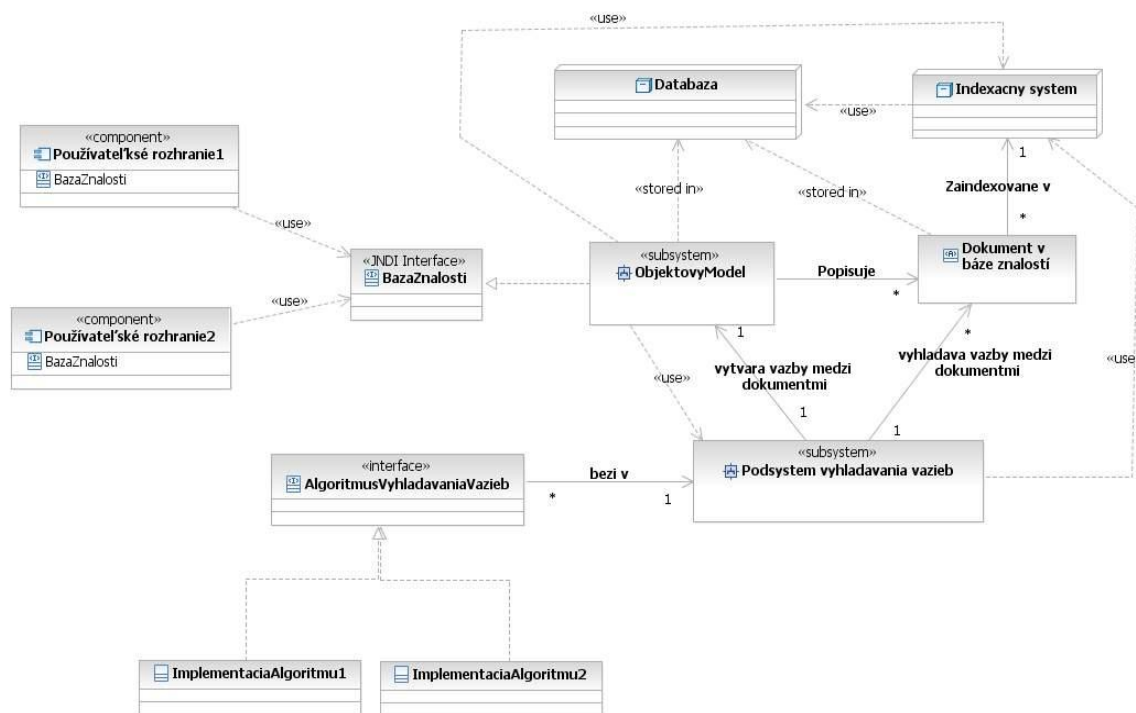 «use»
Databaza
Indexacny system
«use»
«component»
Používateľksé rozhranie1
BazaZnalosti
1
«stored in»
«stored in»
Zaindexovane v
*
«use»
«JNDI Interface»
BazaZnalosti
«subsystem»
ObjektovyModel
Popisuje
*
Dokument v
báze znalostí
«use»
«component»
Používateľské rozhranie2
BazaZnalosti
1
*
«use»
vytvara vazby medzi
dokumentmi
vyhladava vazby medzi
dokumentmi
«use»
1
1
«interface»
AlgoritmusVyhladavaniaVazieb
bezi v
*
1
«subsystem»
Podsystem vyhladavania vazieb
ImplementaciaAlgoritmu1
ImplementaciaAlgoritmu2